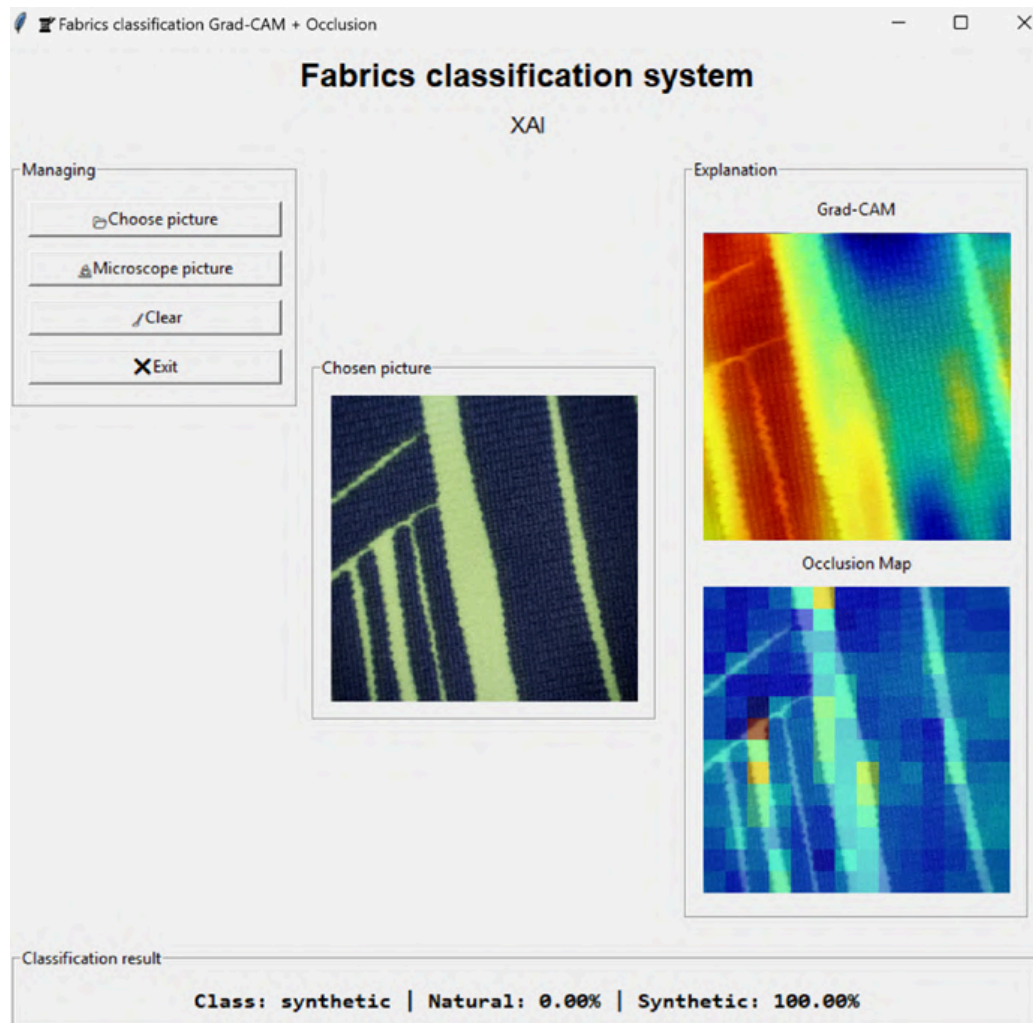 Fabrics classification Grad-CAM + Occlusion
Fabrics classification system
XAI
Managing
Choose picture
Microscope picture
Clear
Exit
Chosen picture
Explanation
Grad-CAM
Occlusion Map
Classification result
Class: synthetic | Natural: 0.00% | Synthetic: 100.00%